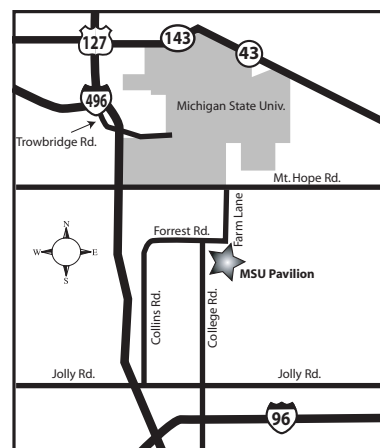 143
127
43
496
Michigan State Univ.
Trowbridge Rd.
Mt. Hope Rd.
Farm Lane
Forrest Rd.
N
W
E
S
MSU Pavilion
Collins Rd.
College Rd.
Jolly Rd.
Jolly Rd.
96